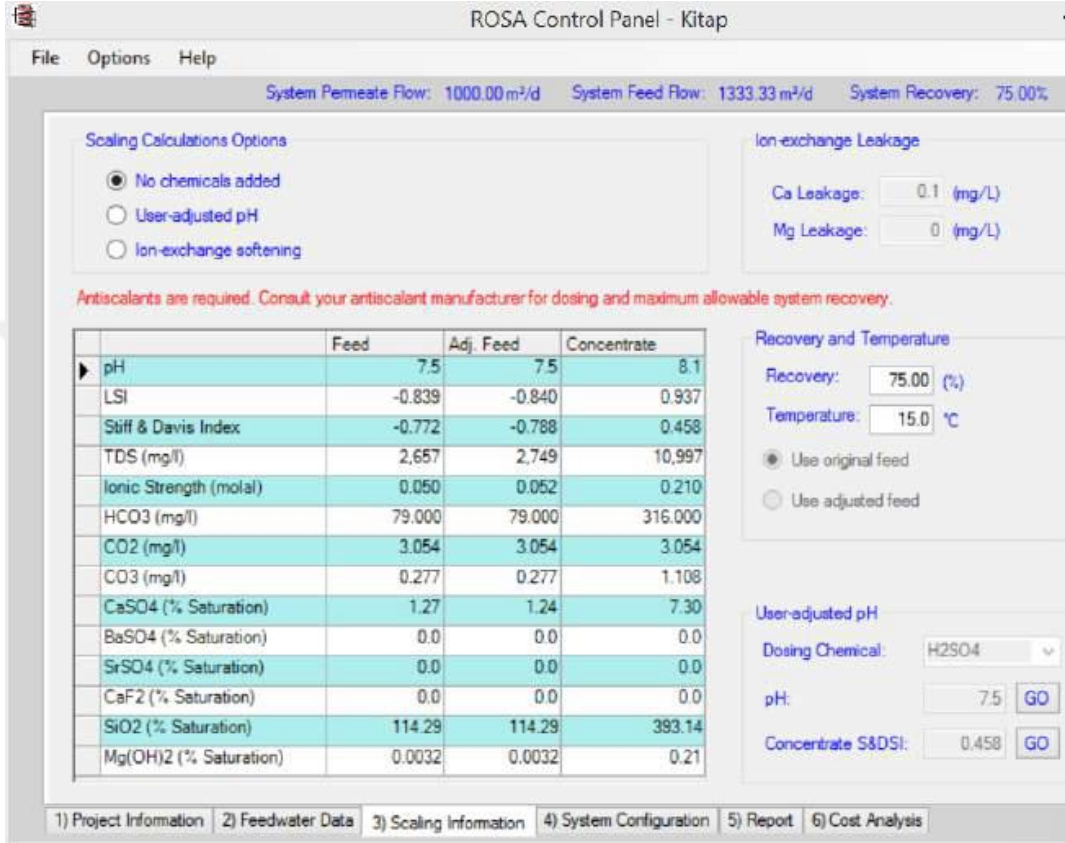 ROSA Control Panel - Kitap
File Options Help
System Permeate Flow: 1000.00 m³/d System Feed Flow: 1333.33 m³/d System Recovery: 75.00%
Scaling Calculations Options
No chemicals added
User-adjusted pH
Ion-exchange softening
Ion-exchange Leakage
Ca Leakage: 0.1 (mg/L)
Mg Leakage: 0 (mg/L)
Antiscalants are required. Consult your antiscalant manufacturer for dosing and maximum allowable system recovery.
Feed Adj. Feed Concentrate
pH 7.5 7.5 8.1
LSI -0.839 -0.840 0.937
Stiff & Davis Index -0.772 -0.788 0.458
TDS (mg/l) 2,657 2,749 10,997
Ionic Strength (molal) 0.050 0.052 0.210
HCO3 (mg/l) 79.000 79.000 316.000
CO2 (mg/l) 3.054 3.054 3.054
CO3 (mg/l) 0.277 0.277 1.108
CaSO4 (% Saturation) 1.27 1.24 7.30
BaSO4 (% Saturation) 0.0 0.0 0.0
SrSO4 (% Saturation) 0.0 0.0 0.0
CaF2 (% Saturation) 0.0 0.0 0.0
SiO2 (% Saturation) 114.29 114.29 393.14
Mg(OH)2 (% Saturation) 0.0032 0.0032 0.21
Recovery and Temperature
Recovery: 75.00 (%)
Temperature: 15.0 °C
Use original feed
Use adjusted feed
User-adjusted pH
Dosing Chemical: H2SO4
pH: 7.5 GO
Concentrate S&DSI: 0.458 GO
1) Project Information 2) Feedwater Data 3) Scaling Information 4) System Configuration 5) Report 6) Cost Analysis